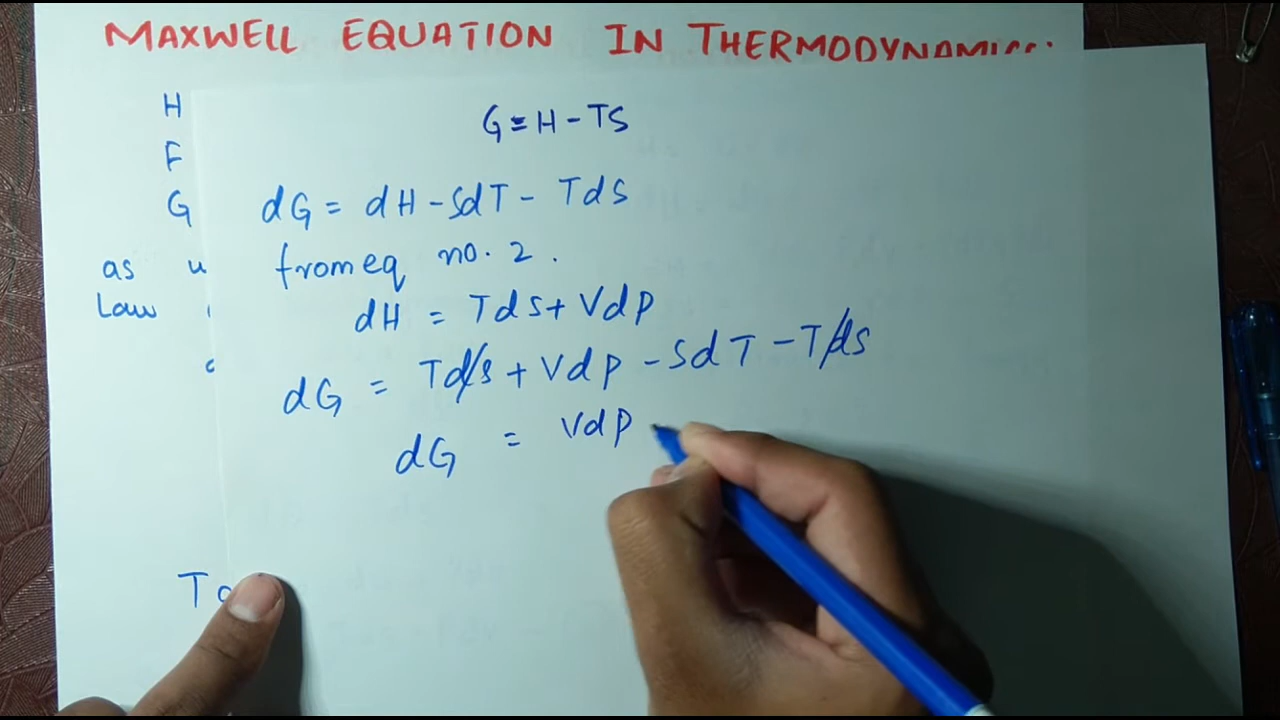 MAXWELL EQUATION IN THERMODYNAMICS.
H
F
G
as
Law
G = H - TS
dG = dH - SdT - TdS
from eq no. 2.
dH = Tds + VdP
dG = Tds + VdP - SdT - Tds
dG = VdP